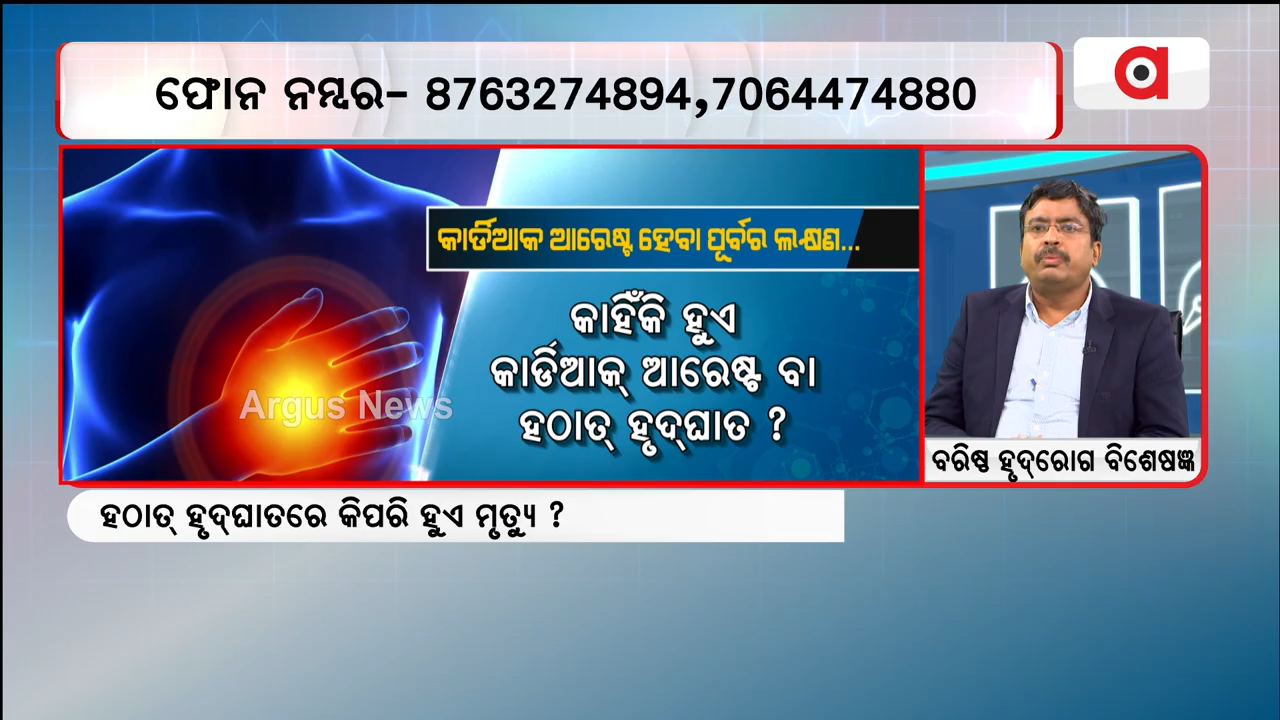 ଫୋନ ନମ୍ବର- 8763274894,7064474880
a
କାର୍ଡିଆକ ଆରେଷ୍ଟ ହେବା ପୂର୍ବର ଲକ୍ଷଣ...
କାହିଁକି ହୁଏ
କାର୍ଡିଆକ୍ ଆରେଷ୍ଟ ବା
ହଠାତ୍ ହୃଦ୍‌ଘାତ ?
Argus News
ବରିଷ୍ଠ ହୃଦ୍‌ରୋଗ ବିଶେଷଜ୍ଞ
ହଠାତ୍ ହୃଦ୍‌ଘାତରେ କିପରି ହୁଏ ମୃତ୍ୟୁ ?